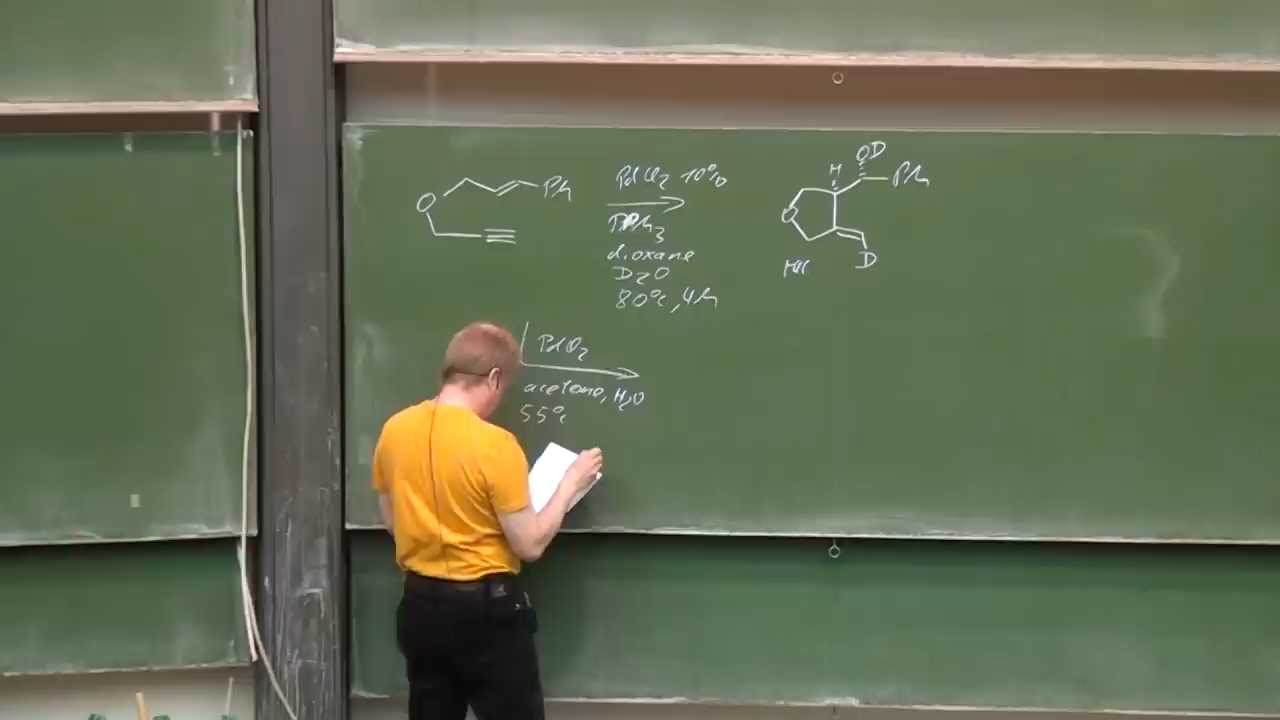 O Ph
PdCl2 10%
PPh3
dioxane
D2O
80°C, 4h
H OD Ph
O
D
PdCl2
acetone, H2O
55°C